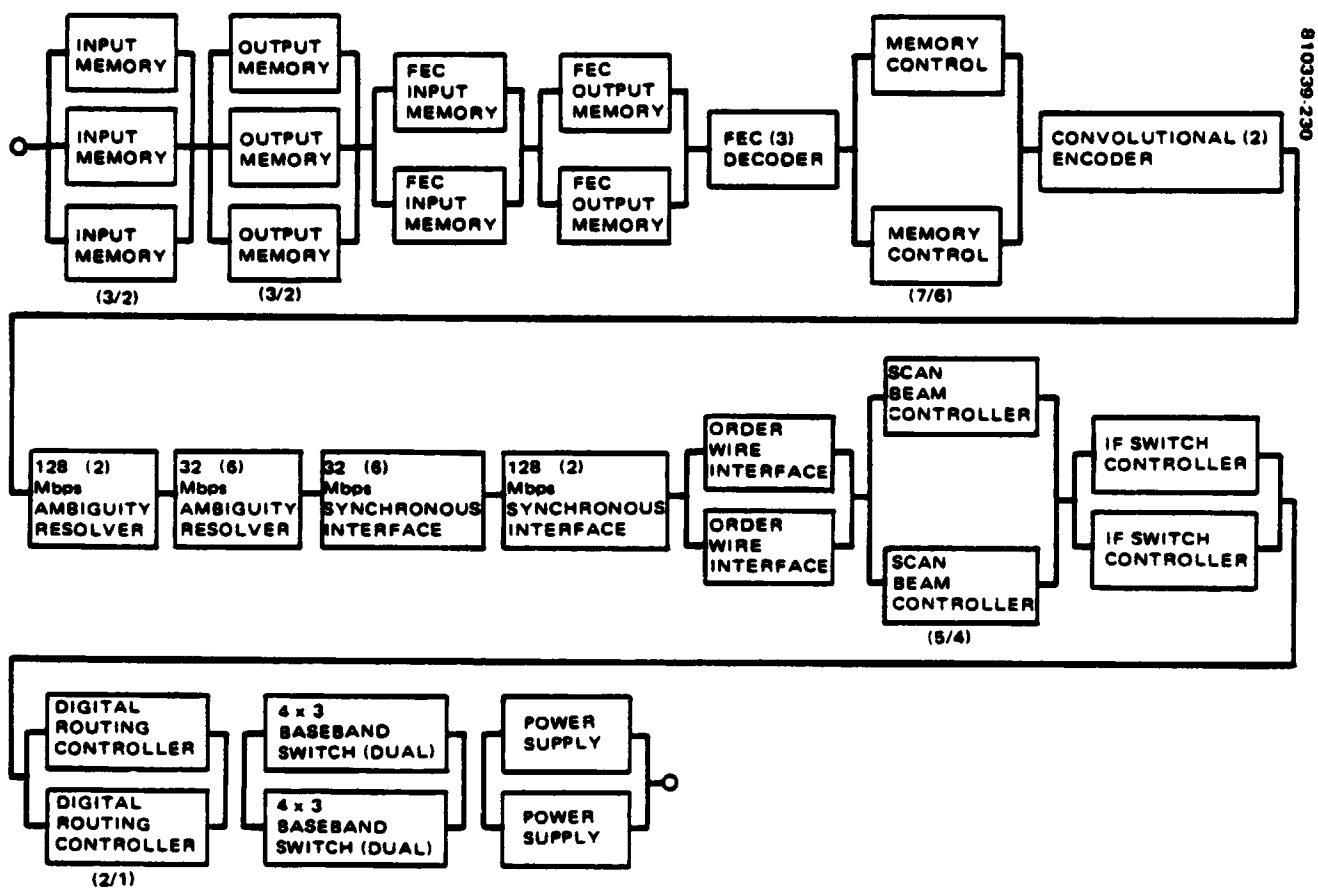 INPUT
MEMORY
INPUT
MEMORY
INPUT
MEMORY
(3/2)
OUTPUT
MEMORY
OUTPUT
MEMORY
OUTPUT
MEMORY
(3/2)
FEC
INPUT
MEMORY
FEC
INPUT
MEMORY
FEC
OUTPUT
MEMORY
FEC
OUTPUT
MEMORY
FEC (3)
DECODER
MEMORY
CONTROL
MEMORY
CONTROL
(7/6)
CONVOLUTIONAL (2)
ENCODER
810339-230
128 (2)
Mbps
AMBIGUITY
RESOLVER
32 (6)
Mbps
AMBIGUITY
RESOLVER
32 (6)
Mbps
SYNCHRONOUS
INTERFACE
128 (2)
Mbps
SYNCHRONOUS
INTERFACE
ORDER
WIRE
INTERFACE
ORDER
WIRE
INTERFACE
SCAN
BEAM
CONTROLLER
SCAN
BEAM
CONTROLLER
(5/4)
IF SWITCH
CONTROLLER
IF SWITCH
CONTROLLER
DIGITAL
ROUTING
CONTROLLER
DIGITAL
ROUTING
CONTROLLER
(2/1)
4 x 3
BASEBAND
SWITCH (DUAL)
4 x 3
BASEBAND
SWITCH (DUAL)
POWER
SUPPLY
POWER
SUPPLY